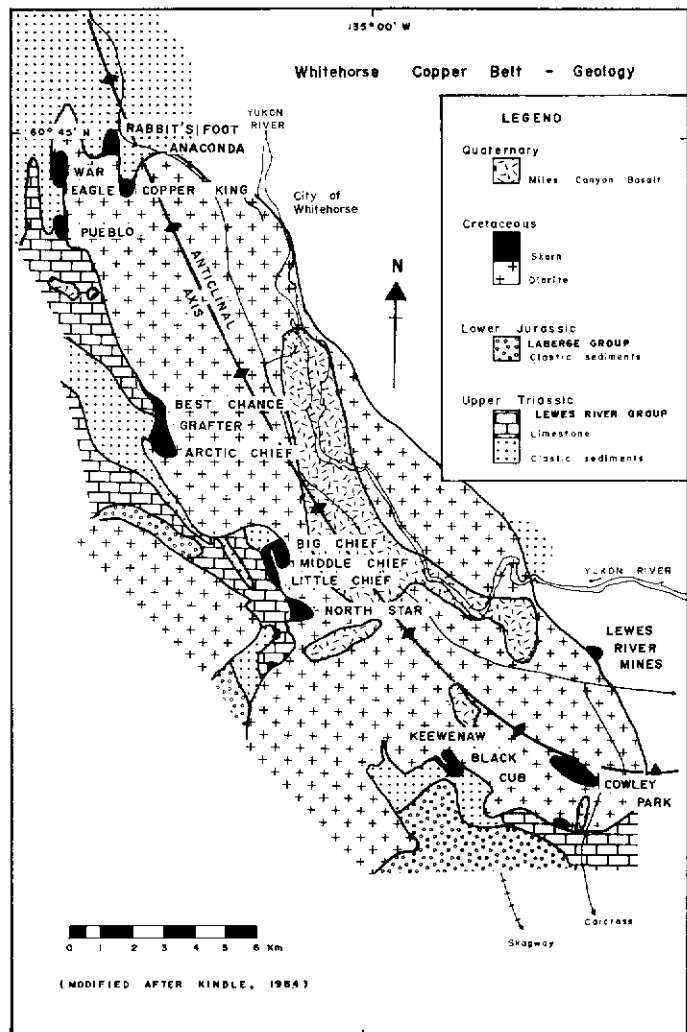 135° 00' W
Whitehorse Copper Belt - Geology
LEGEND
Quaternary
Miles Canyon Basalt
Cretaceous
Skarn
Diorite
Lower Jurassic
LABERGE GROUP
Clastic sediments
Upper Triassic
LEWES RIVER GROUP
Limestone
Clastic sediments
60° 45' N
RABBIT'S FOOT
ANACONDA
YUKON
RIVER
WAR
EAGLE
COPPER KING
City of
Whitehorse
PUEBLO
ANTICLINAL
AXIS
N
BEST CHANCE
GRAFTER
ARCTIC CHIEF
BIG CHIEF
MIDDLE CHIEF
LITTLE CHIEF
NORTH STAR
YUKON RIVER
LEWES
RIVER
MINES
KEEWENAW
BLACK
CUB
COWLEY
PARK
Carcross
Skagway
0 1 2 3 4 5 6 Km
(MODIFIED AFTER KINDLE, 1964)